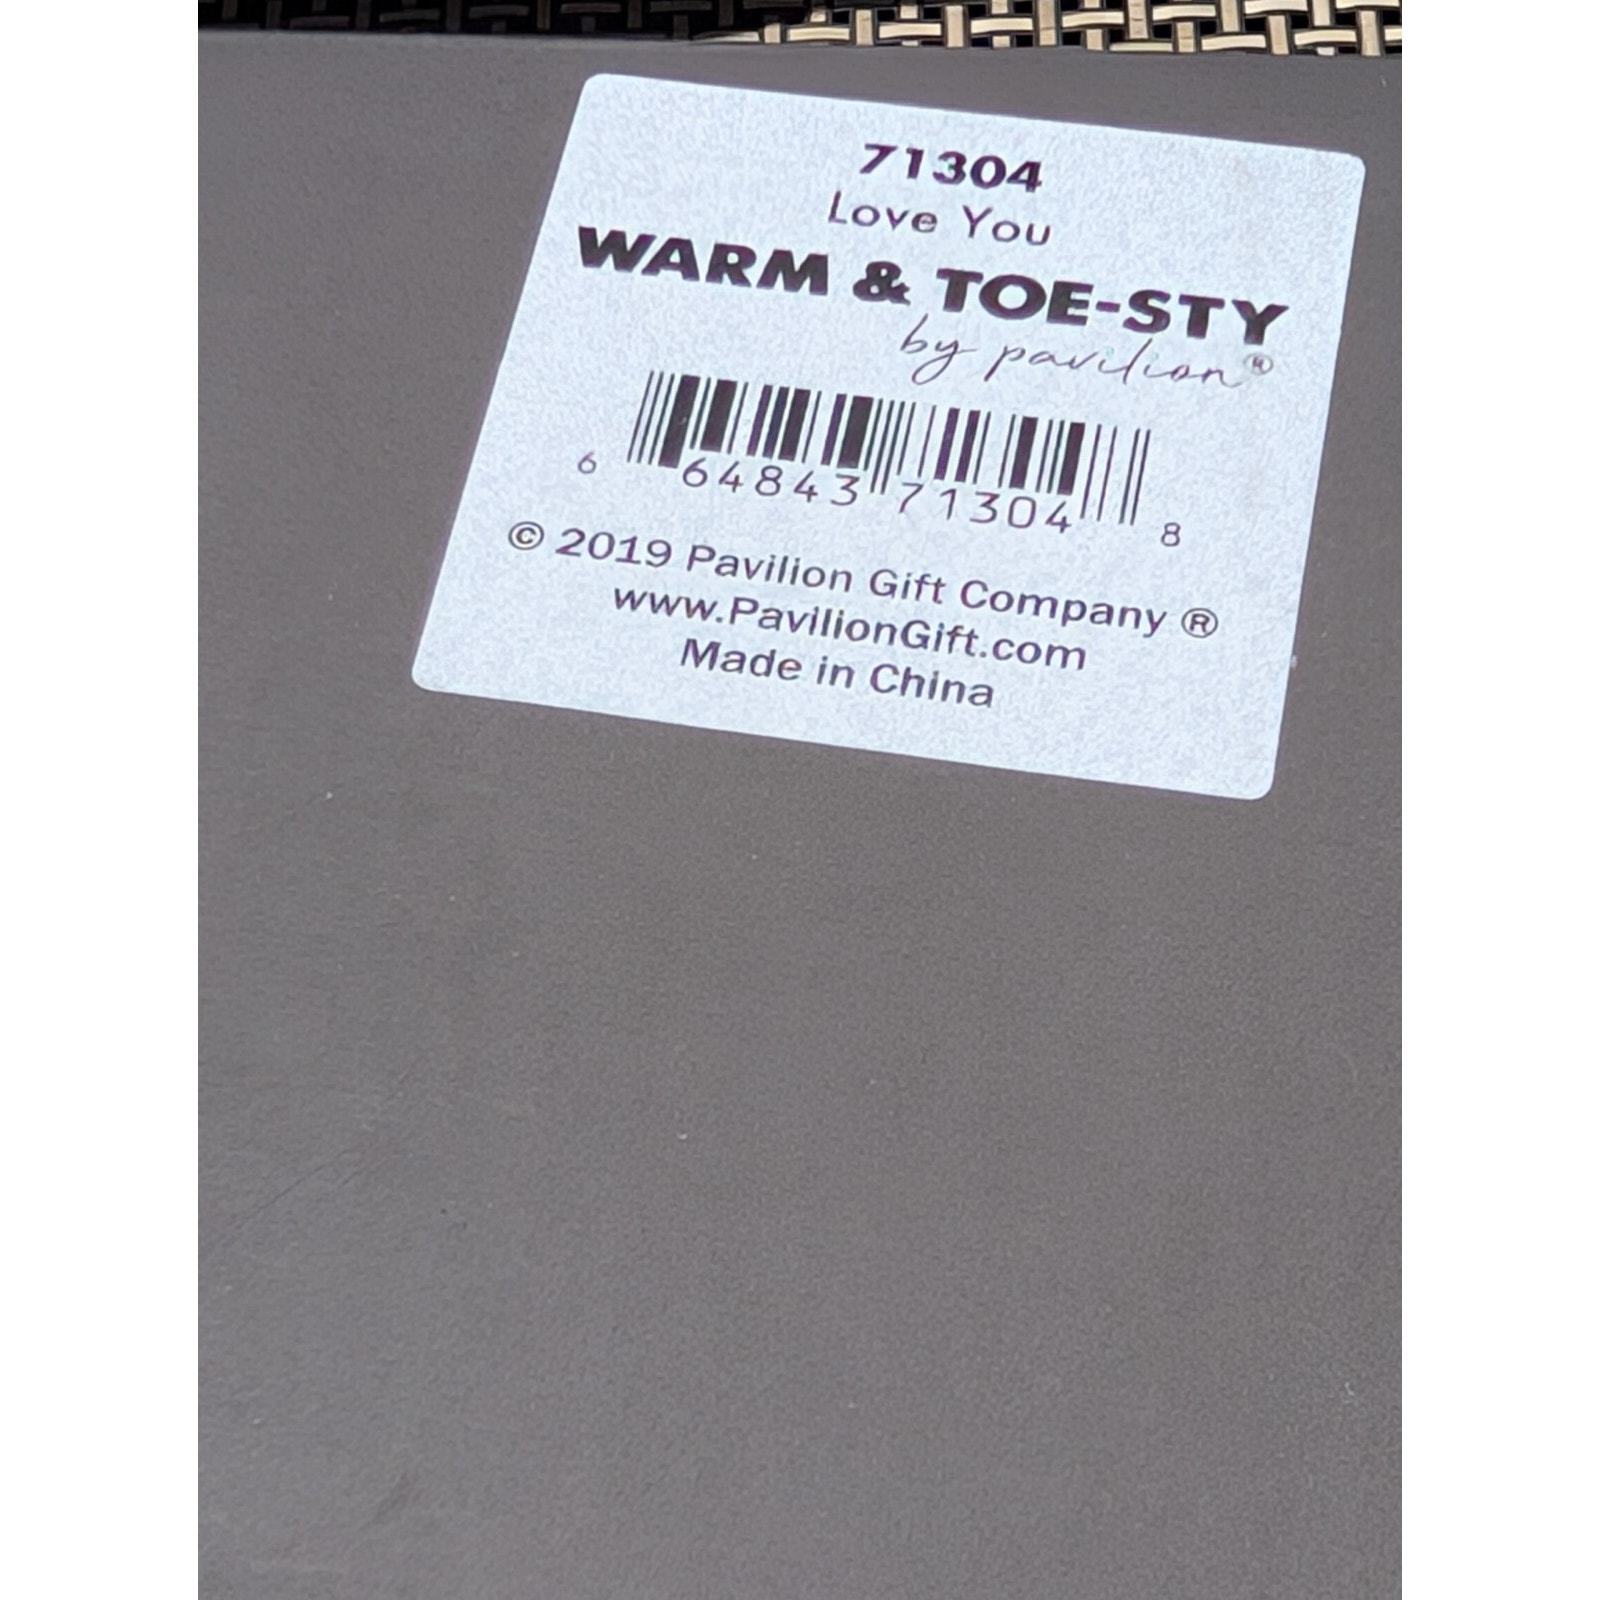 71304
Love You
WARM & TOE-STY
by pavilion®
6 64843 71304 8
© 2019 Pavilion Gift Company ®
www.PavilionGift.com
Made in China